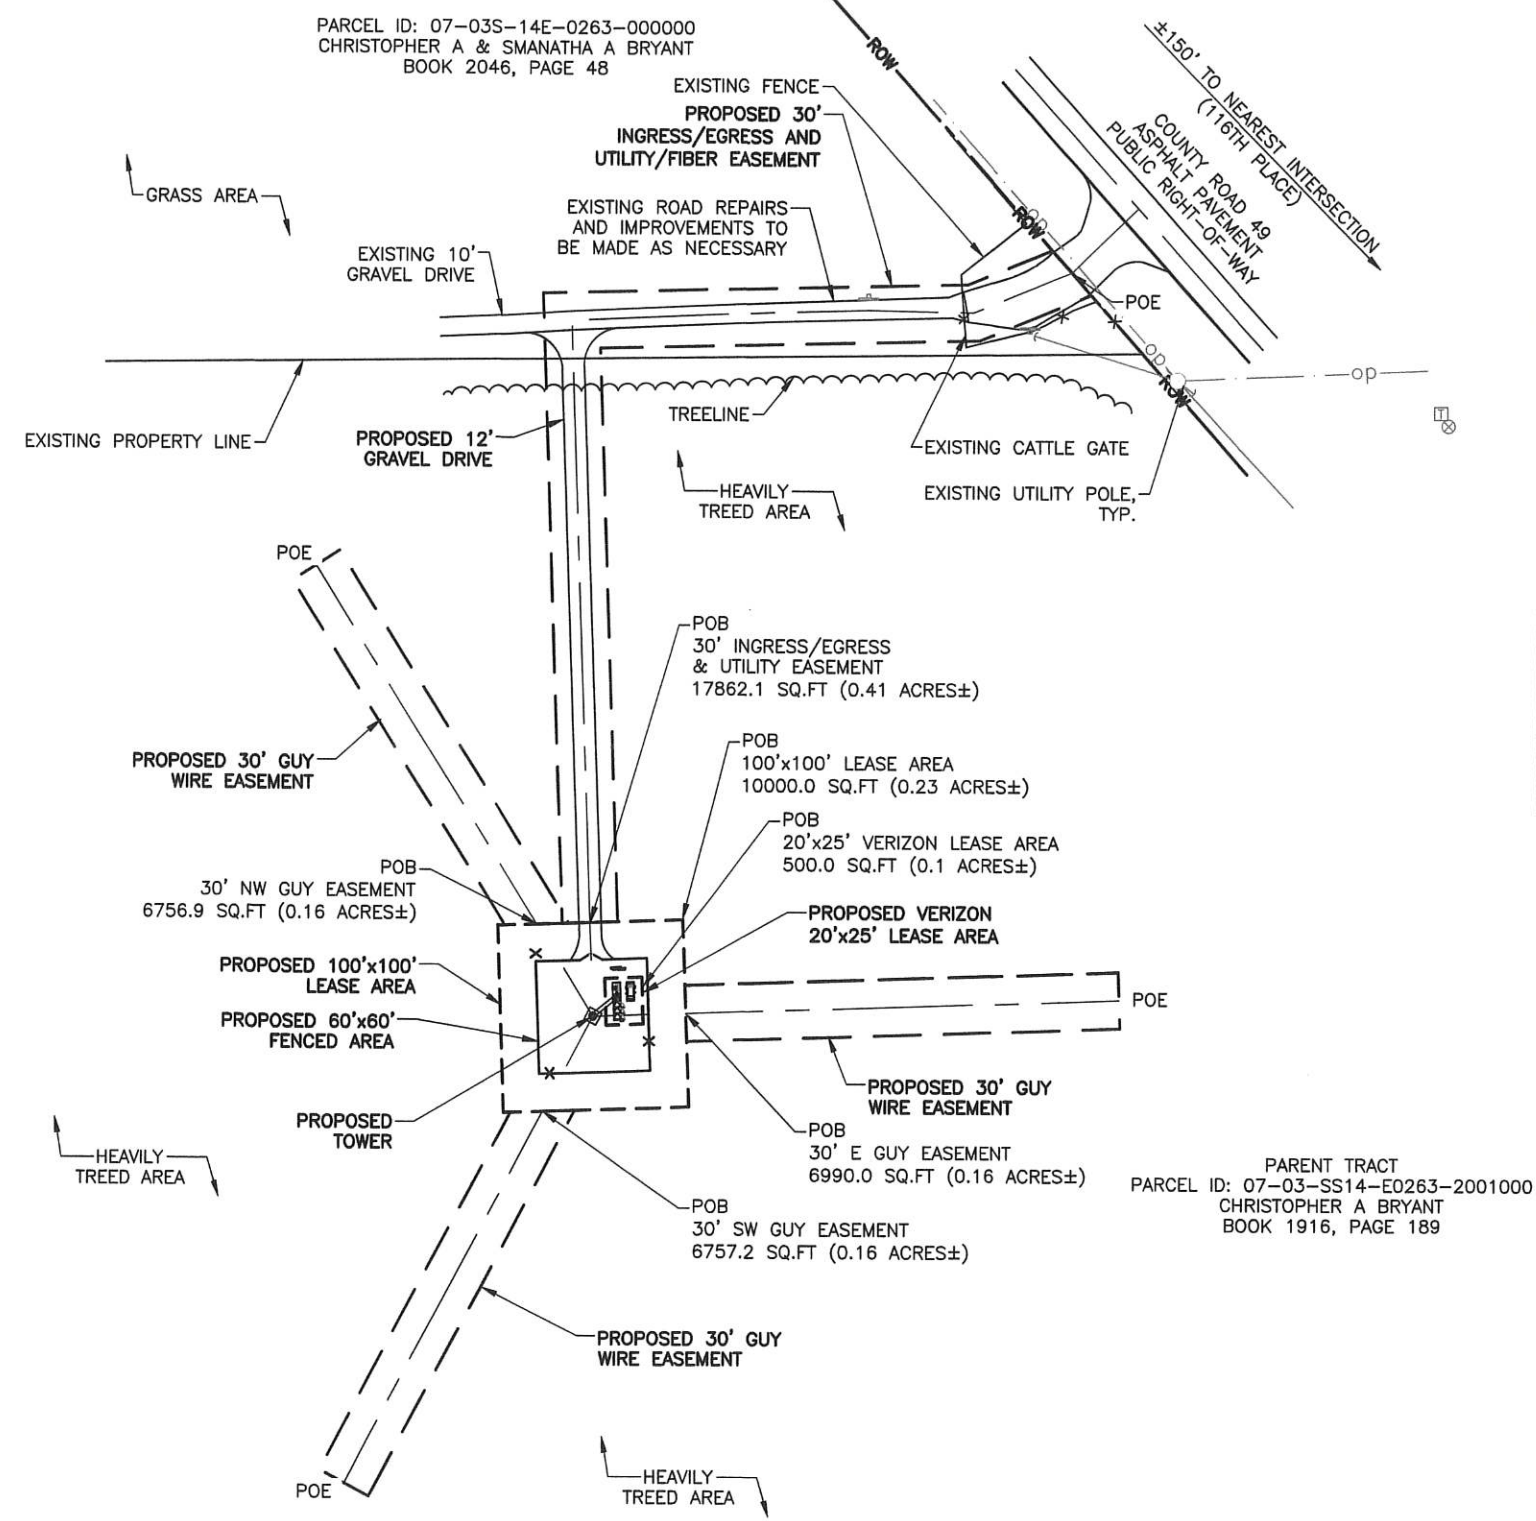 PARCEL ID: 07-03S-14E-0263-000000
CHRISTOPHER A & SMANATHA A BRYANT
BOOK 2046, PAGE 48
ROW
±150' TO NEAREST INTERSECTION
(116TH PLACE)
COUNTY ROAD 49
ASPHALT PAVEMENT
PUBLIC RIGHT-OF-WAY
EXISTING FENCE
PROPOSED 30'
INGRESS/EGRESS AND
UTILITY/FIBER EASEMENT
GRASS AREA
EXISTING ROAD REPAIRS
AND IMPROVEMENTS TO
BE MADE AS NECESSARY
op
ROW
EXISTING 10'
GRAVEL DRIVE
POE
op
op
ROW
T
TREELINE
EXISTING PROPERTY LINE
PROPOSED 12'
GRAVEL DRIVE
EXISTING CATTLE GATE
HEAVILY
TREED AREA
EXISTING UTILITY POLE,
TYP.
POE
POB
30' INGRESS/EGRESS
& UTILITY EASEMENT
17862.1 SQ.FT (0.41 ACRES±)
PROPOSED 30' GUY
WIRE EASEMENT
POB
100'x100' LEASE AREA
10000.0 SQ.FT (0.23 ACRES±)
POB
20'x25' VERIZON LEASE AREA
500.0 SQ.FT (0.1 ACRES±)
POB
30' NW GUY EASEMENT
6756.9 SQ.FT (0.16 ACRES±)
PROPOSED VERIZON
20'x25' LEASE AREA
PROPOSED 100'x100'
LEASE AREA
PROPOSED 60'x60'
FENCED AREA
POE
PROPOSED 30' GUY
WIRE EASEMENT
PROPOSED
TOWER
POB
30' E GUY EASEMENT
6990.0 SQ.FT (0.16 ACRES±)
HEAVILY
TREED AREA
PARENT TRACT
PARCEL ID: 07-03-SS14-E0263-2001000
CHRISTOPHER A BRYANT
BOOK 1916, PAGE 189
POB
30' SW GUY EASEMENT
6757.2 SQ.FT (0.16 ACRES±)
PROPOSED 30' GUY
WIRE EASEMENT
POE
HEAVILY
TREED AREA